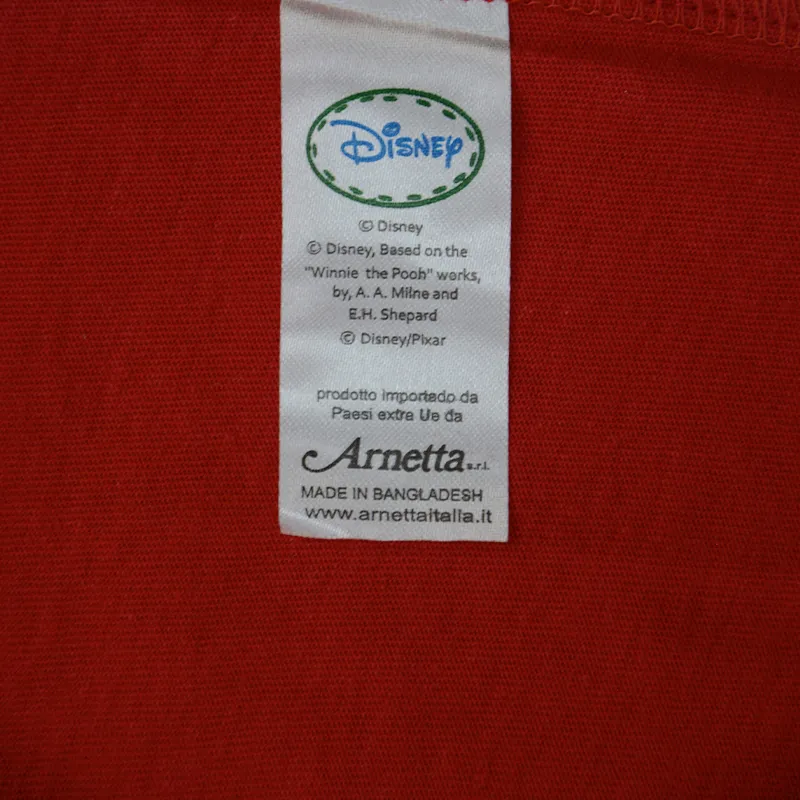 Disney
© Disney
© Disney, Based on the
"Winnie the Pooh" works,
by, A. A. Milne and
E.H. Shepard
© Disney/Pixar
prodotto importado da
Paesi extra Ue da
Arnetta s.r.l.
MADE IN BANGLADESH
www.arnettaitalia.it